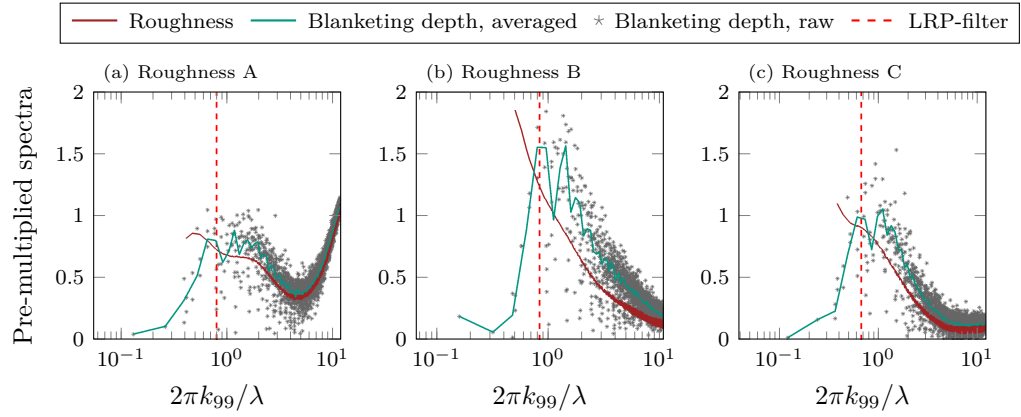 Roughness Blanketing depth, averaged Blanketing depth, raw LRP-filter
(a) Roughness A (b) Roughness B (c) Roughness C
Pre-multiplied spectra
2 2 2
1.5 1.5 1.5
1 1 1
0.5 0.5 0.5
0 0 0
10⁻¹ 10⁰ 10¹ 10⁻¹ 10⁰ 10¹ 10⁻¹ 10⁰ 10¹
2πk₉₉/λ 2πk₉₉/λ 2πk₉₉/λ